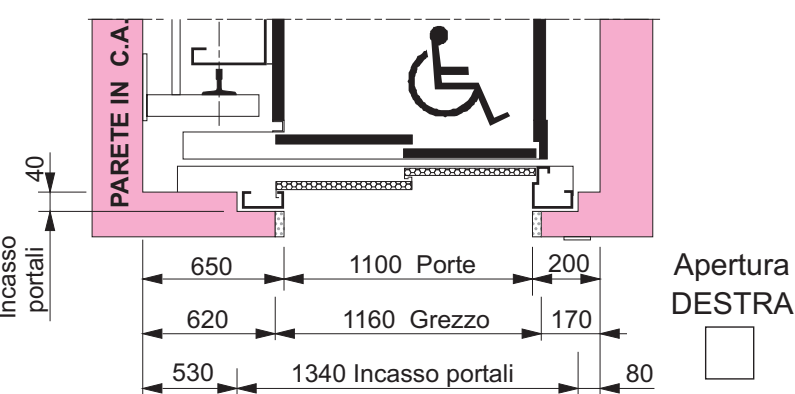 PARETE IN C.A.
40
Incasso
portali
650
1100 Porte
200
620
1160 Grezzo
170
530
1340 Incasso portali
80
Apertura
DESTRA